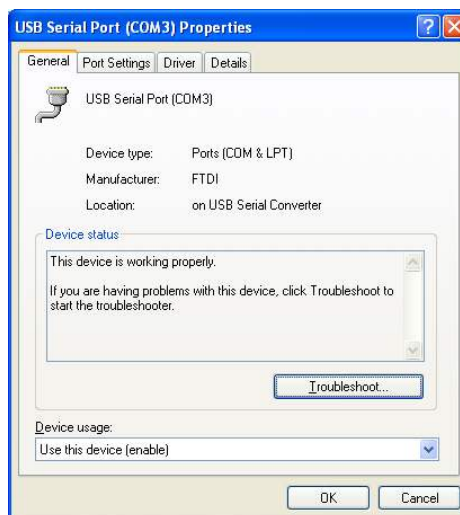 USB Serial Port (COM3) Properties
General Port Settings Driver Details
USB Serial Port (COM3)
Device type: Ports (COM & LPT)
Manufacturer: FTDI
Location: on USB Serial Converter
Device status
This device is working properly.
If you are having problems with this device, click Troubleshoot to
start the troubleshooter.
Troubleshoot...
Device usage:
Use this device (enable)
OK Cancel